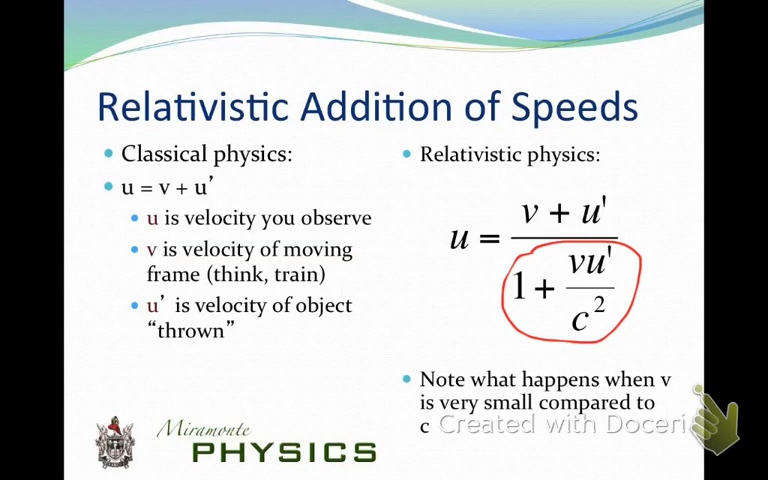 Relativistic Addition of Speeds
• Classical physics:
• u = v + u’
• u is velocity you observe
• v is velocity of moving
frame (think, train)
• u’ is velocity of object
“thrown”
• Relativistic physics:
u = (v + u') / (1 + vu' / c²)
• Note what happens when v
is very small compared to
c
Created with Doceri
Miramonte
PHYSICS